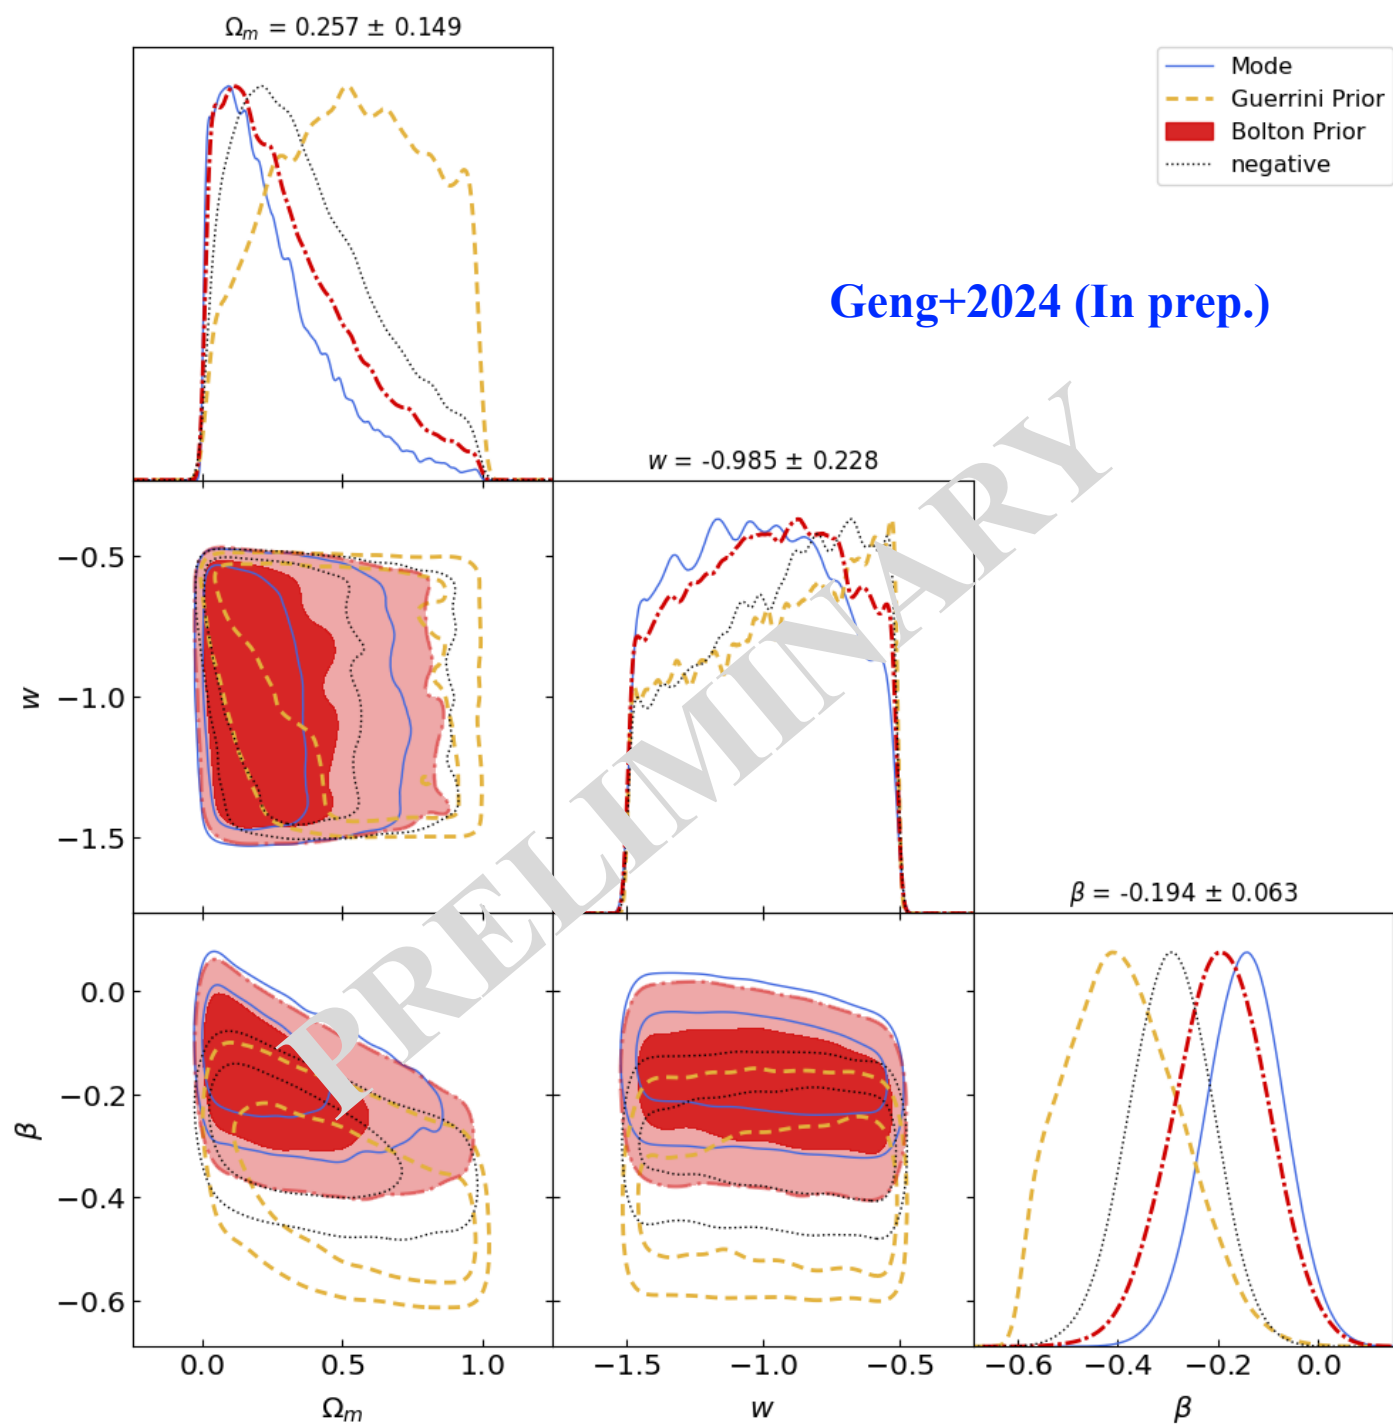 Ωm = 0.257 ± 0.149
Mode
Guerrini Prior
Bolton Prior
negative
Geng+2024 (In prep.)
PRELIMINARY
w = -0.985 ± 0.228
−0.5
−1.0
−1.5
w
β = -0.194 ± 0.063
0.0
−0.2
−0.4
−0.6
β
0.0 0.5 1.0
−1.5 −1.0 −0.5
−0.6 −0.4 −0.2 0.0
Ωm
w
β